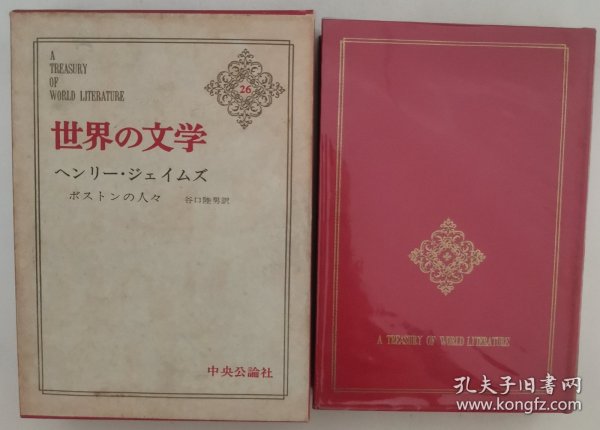 A
TREASURY
OF
WORLD LITERATURE
26
世界の文学
ヘンリー・ジェイムズ
ボストンの人々 谷口陸男訳
中央公論社
A TREASURY OF WORLD LITERATURE
孔夫子旧书网
www.kongfz.com